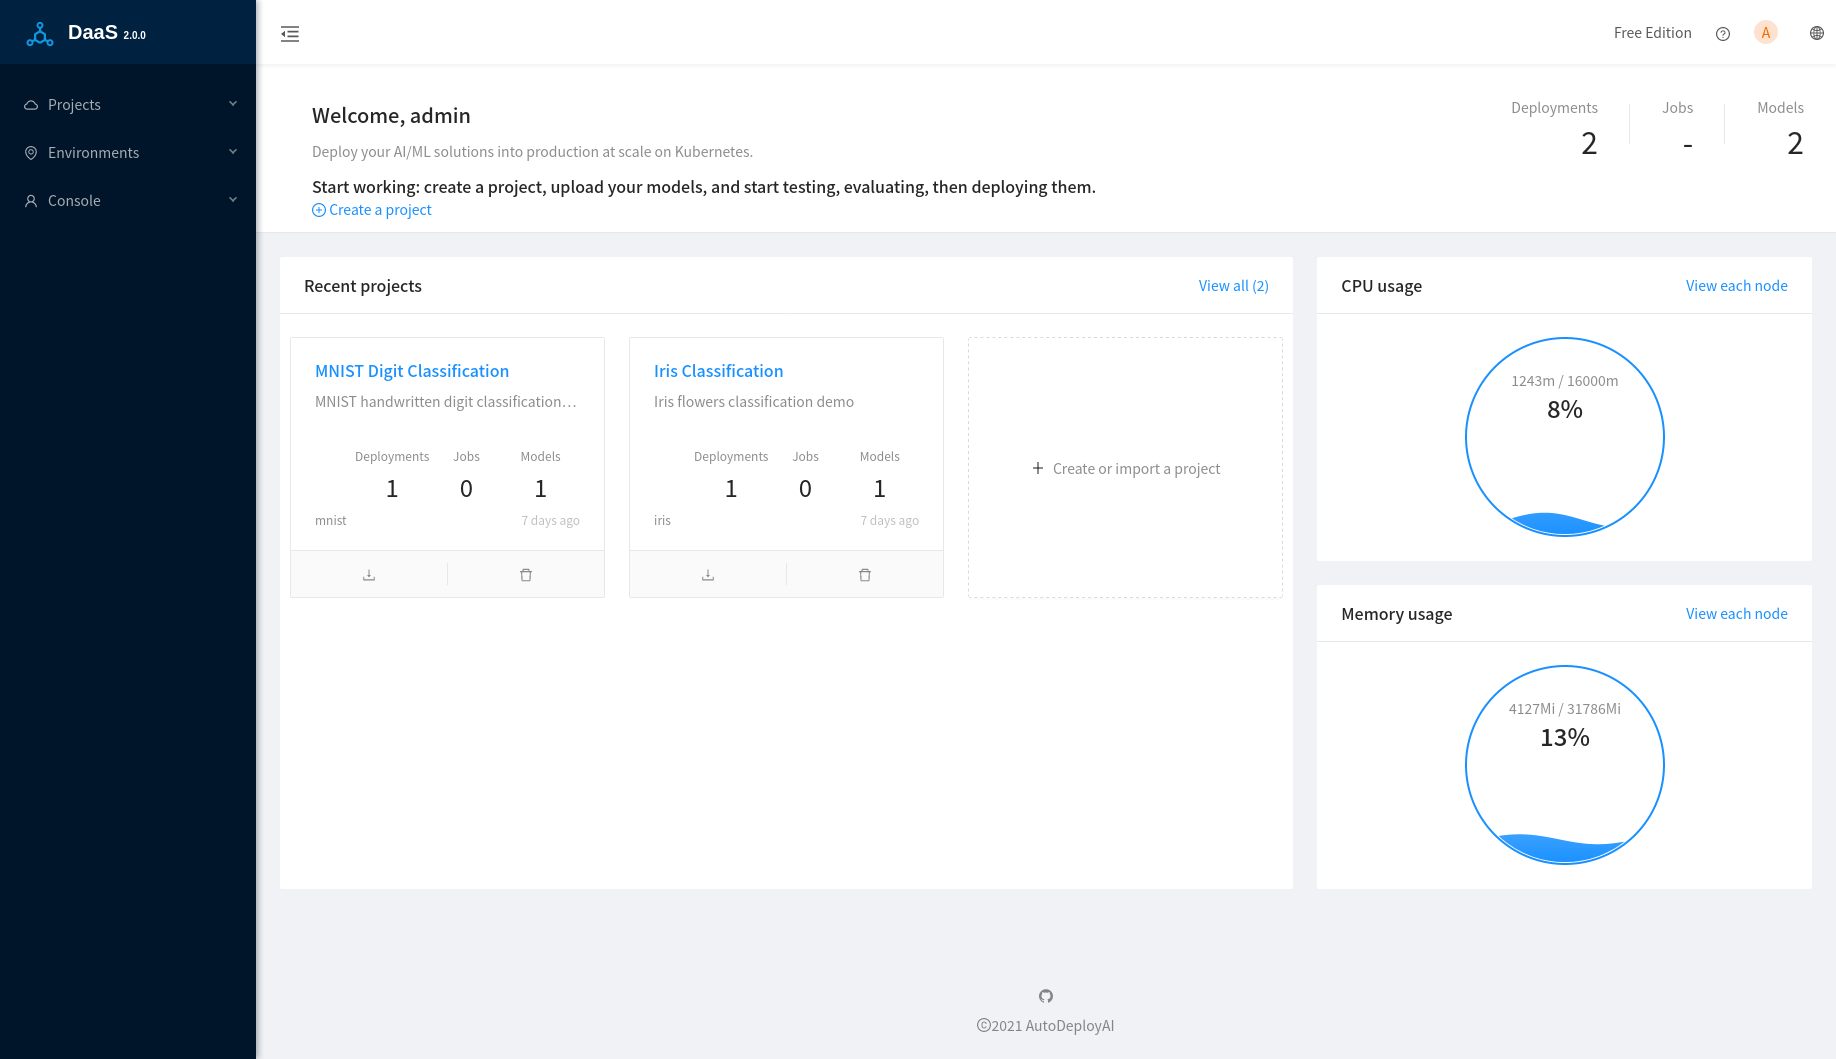 DaaS 2.0.0
Projects
Environments
Console
Free Edition
A
Welcome, admin
Deploy your AI/ML solutions into production at scale on Kubernetes.
Start working: create a project, upload your models, and start testing, evaluating, then deploying them.
Create a project
Deployments Jobs Models
2 - 2
Recent projects View all (2)
MNIST Digit Classification
MNIST handwritten digit classification...
Deployments Jobs Models
1 0 1
mnist 7 days ago
Iris Classification
Iris flowers classification demo
Deployments Jobs Models
1 0 1
iris 7 days ago
+ Create or import a project
CPU usage View each node
1243m / 16000m
8%
Memory usage View each node
4127Mi / 31786Mi
13%
©2021 AutoDeployAI